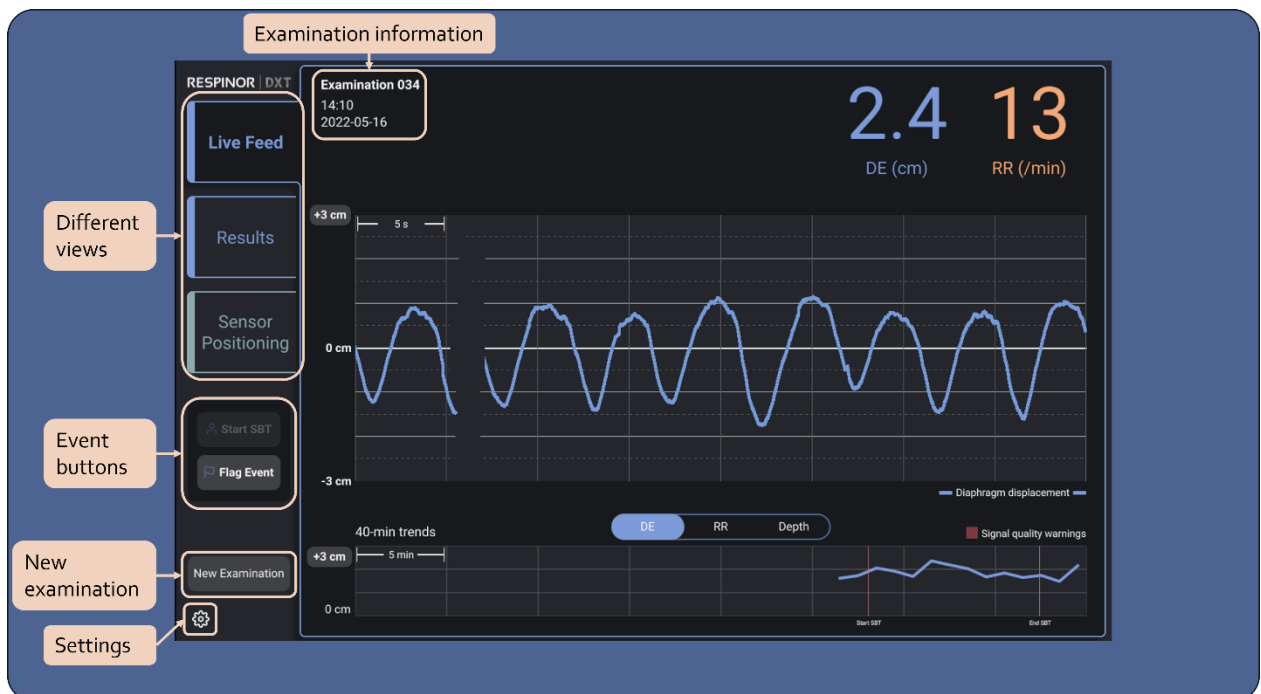 Examination information
RESPINOR | DXT
Examination 034
14:10
2022-05-16
2.4
DE (cm)
13
RR (/min)
Different
views
Live Feed
Results
Sensor
Positioning
Event
buttons
Start SBT
Flag Event
New
examination
New Examination
Settings
+3 cm
5 s
0 cm
-3 cm
Diaphragm displacement
40-min trends
DE
RR
Depth
Signal quality warnings
+3 cm
5 min
0 cm
Start SBT
End SBT